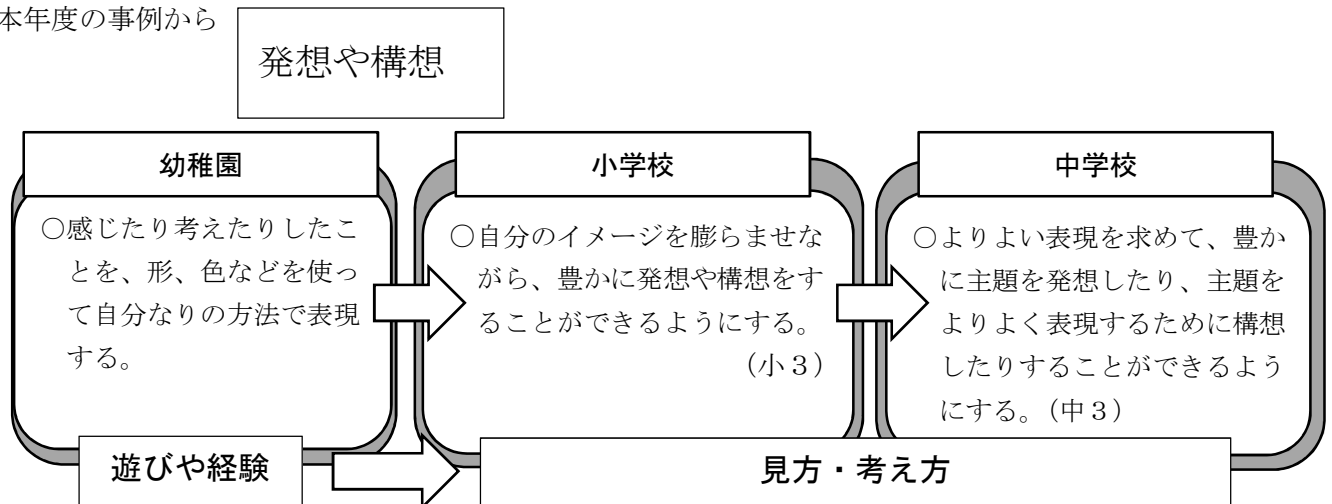 本年度の事例から
発想や構想
幼稚園
○感じたり考えたりしたこ
とを、形、色などを使っ
て自分なりの方法で表現
する。
小学校
○自分のイメージを膨らませな
がら、豊かに発想や構想をす
ることができるようにする。
(小3)
中学校
○よりよい表現を求めて、豊か
に主題を発想したり、主題を
よりよく表現するために構想
したりすることができるよう
にする。(中3)
遊びや経験
見方・考え方